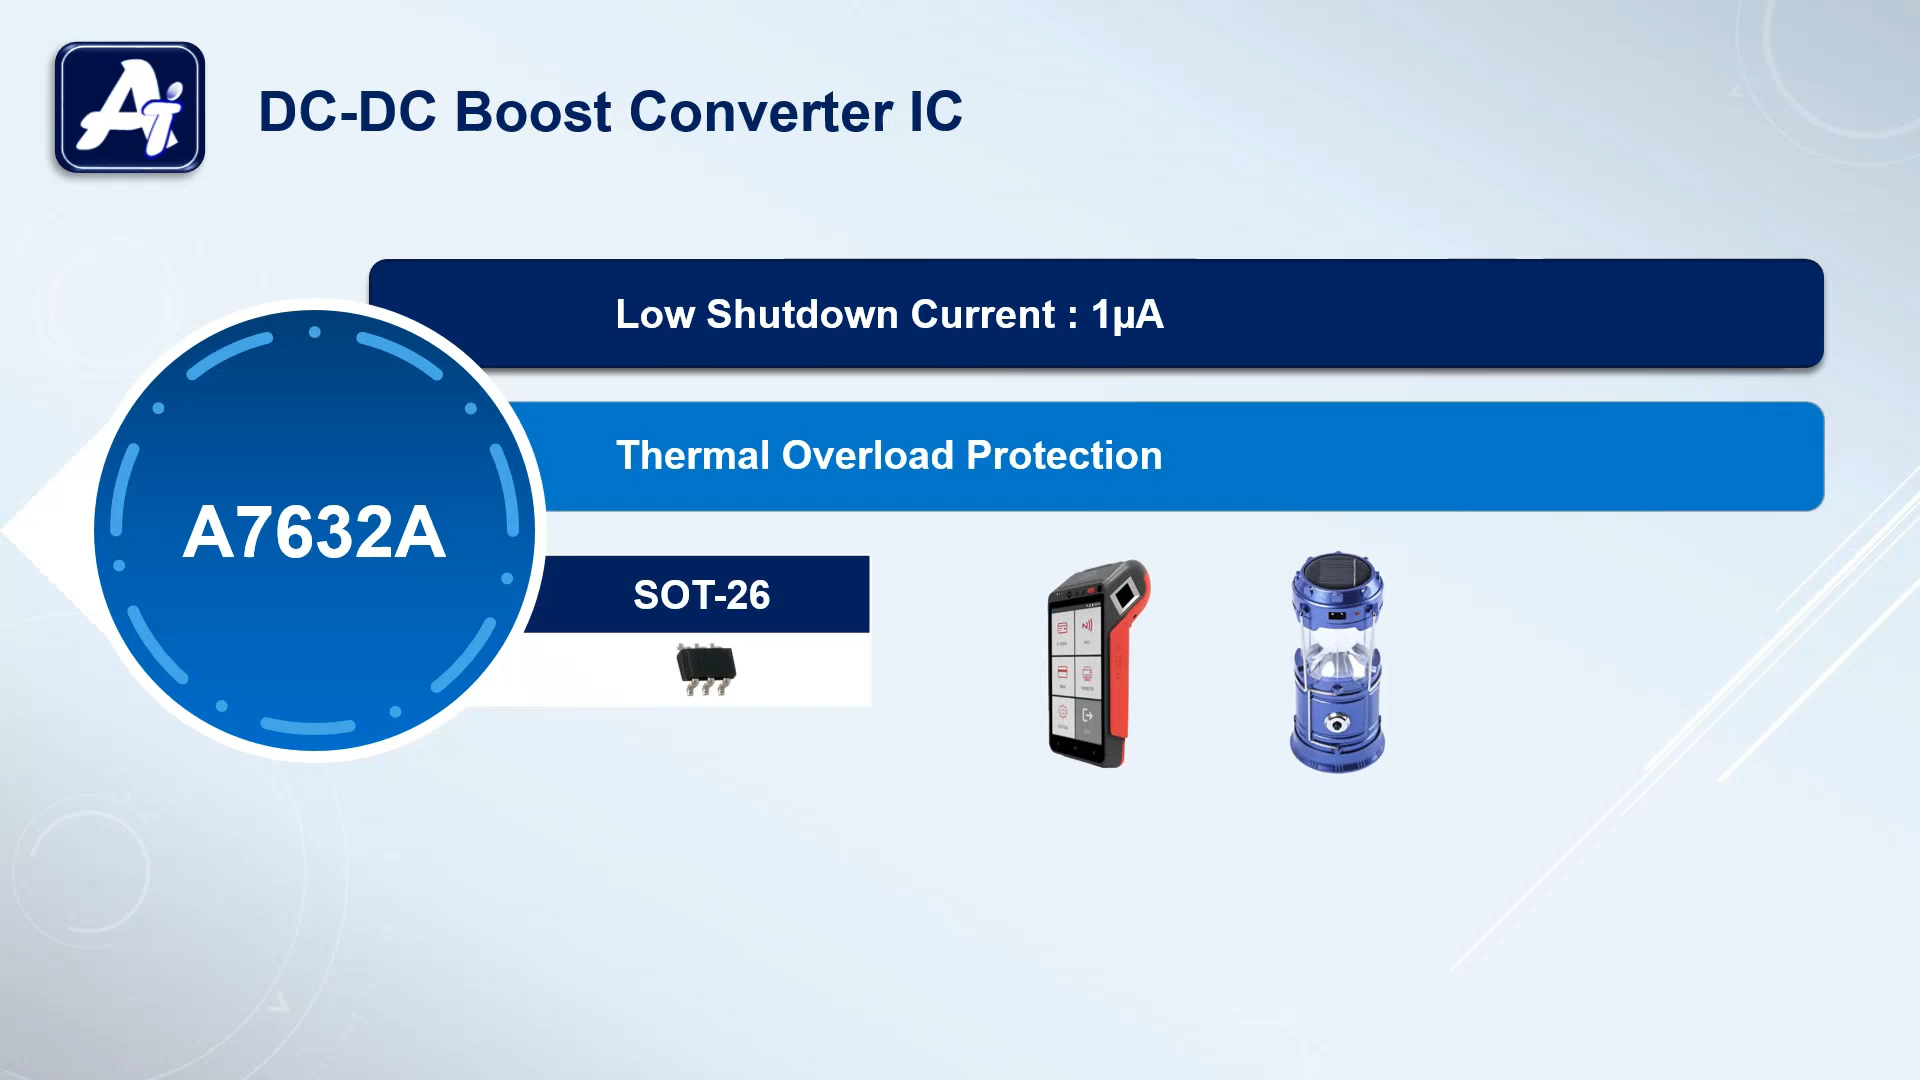 DC-DC Boost Converter IC
Low Shutdown Current : 1µA
Thermal Overload Protection
A7632A
SOT-26